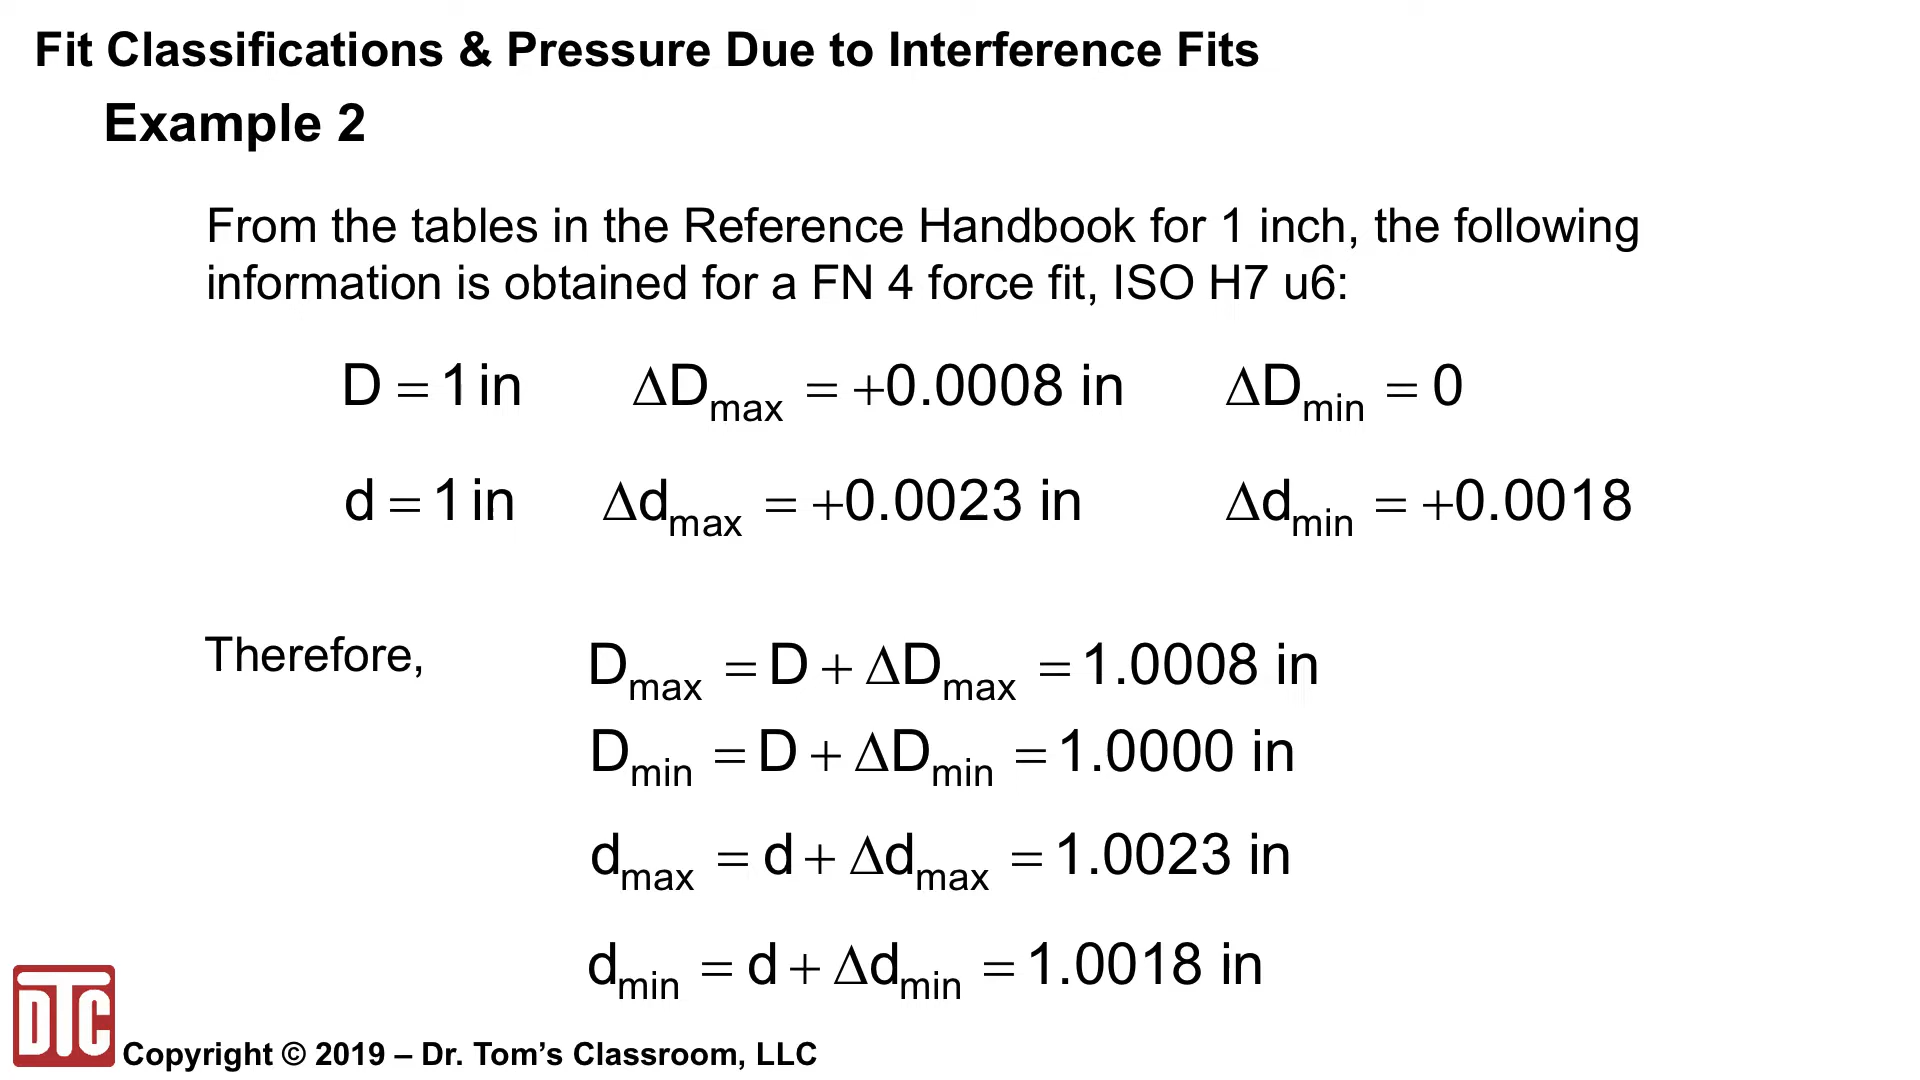 Fit Classifications & Pressure Due to Interference Fits
Example 2
From the tables in the Reference Handbook for 1 inch, the following
information is obtained for a FN 4 force fit, ISO H7 u6:
D = 1 in ΔDmax = +0.0008 in ΔDmin = 0
d = 1 in Δdmax = +0.0023 in Δdmin = +0.0018
Therefore, Dmax = D + ΔDmax = 1.0008 in
Dmin = D + ΔDmin = 1.0000 in
dmax = d + Δdmax = 1.0023 in
dmin = d + Δdmin = 1.0018 in
DTC
Copyright © 2019 – Dr. Tom’s Classroom, LLC